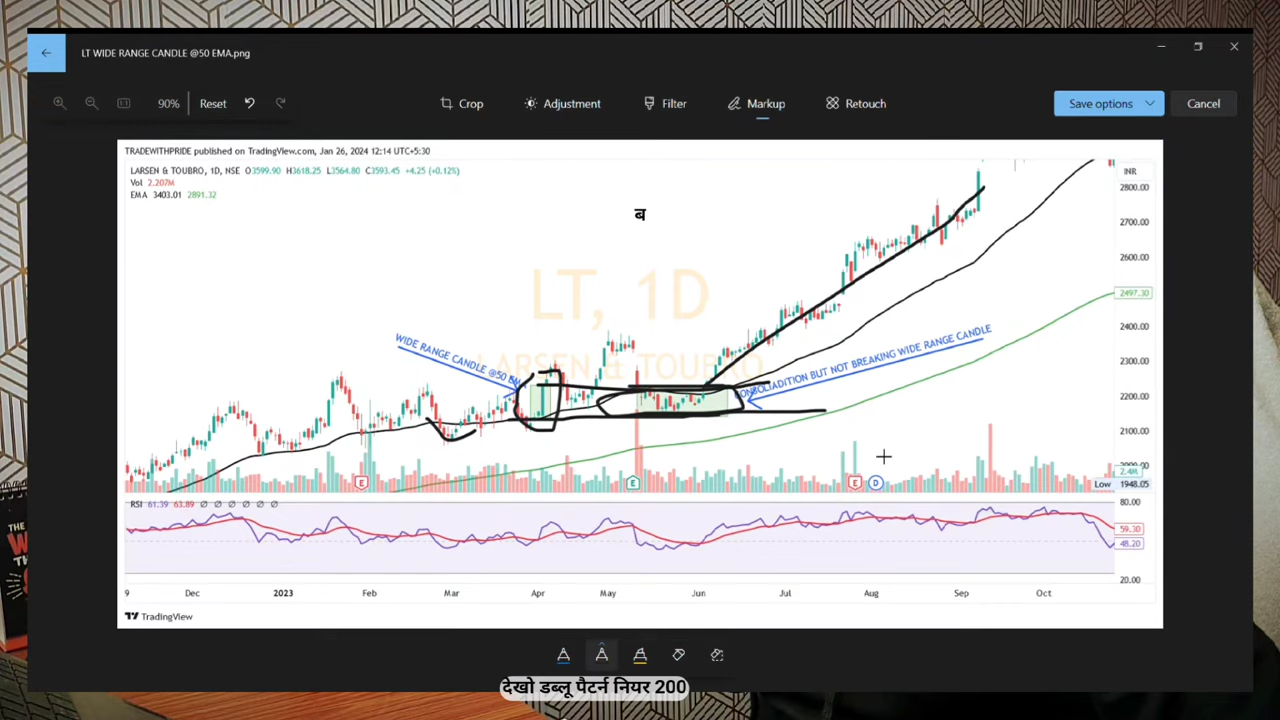 LT WIDE RANGE CANDLE @50 EMA.png
90%
Reset
Crop
Adjustment
Filter
Markup
Retouch
Save options
Cancel
TRADEWITHPRIDE published on TradingView.com, Jan 26, 2024 12:14 UTC+5:30
LARSEN & TOUBRO, 1D, NSE O3599.90 H3618.25 L3564.80 C3593.45 +4.25 (+0.12%)
Vol 2.207M
EMA 3403.01 2891.32
INR
2800.00
2700.00
2600.00
2497.30
2400.00
2300.00
2200.00
2100.00
2.4M
Low 1948.05
ब
LT, 1D
LARSEN & TOUBRO
WIDE RANGE CANDLE @50
CONSOLIADITION BUT NOT BREAKING WIDE RANGE CANDLE
E
E
E
D
RSI 61.39 63.89 Ø Ø Ø Ø Ø Ø
80.00
59.30
48.20
20.00
9 Dec 2023 Feb Mar Apr May Jun Jul Aug Sep Oct
TradingView
देखो डब्लू पैटर्न नियर 200
THE